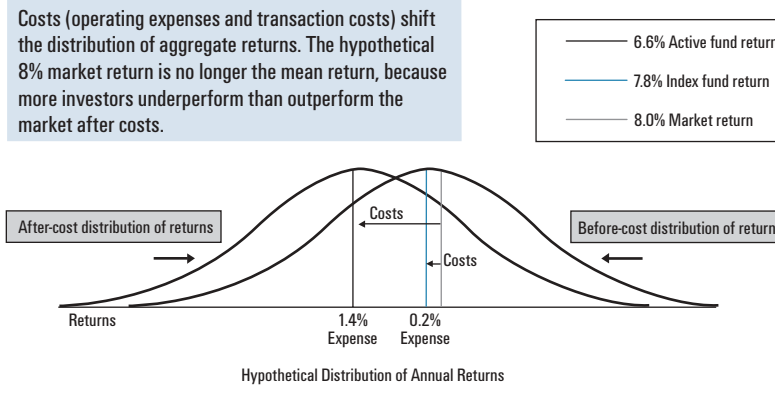 Costs (operating expenses and transaction costs) shift
the distribution of aggregate returns. The hypothetical
8% market return is no longer the mean return, because
more investors underperform than outperform the
market after costs.
6.6% Active fund return
7.8% Index fund return
8.0% Market return
After-cost distribution of returns
Costs
Before-cost distribution of return
Costs
Returns
1.4%
Expense
0.2%
Expense
Hypothetical Distribution of Annual Returns